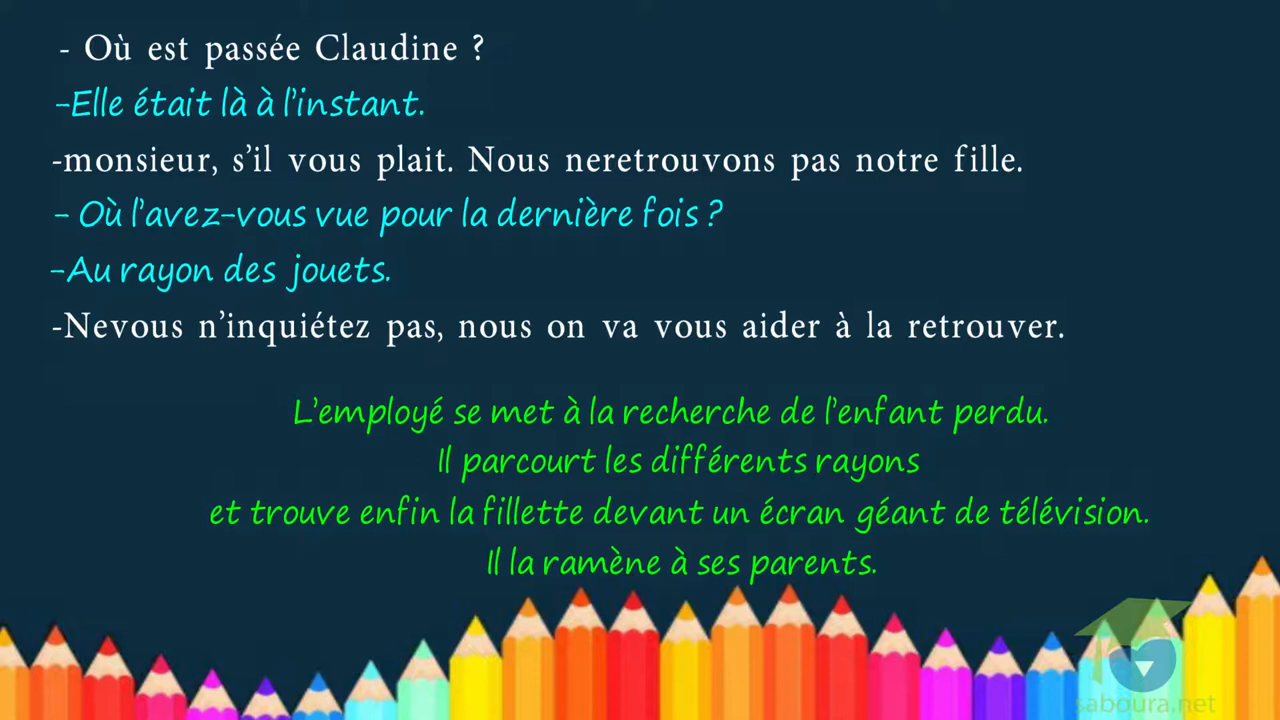 - Où est passée Claudine ?
-Elle était là à l'instant.
-monsieur, s'il vous plait. Nous neretrouvons pas notre fille.
- Où l'avez-vous vue pour la dernière fois ?
-Au rayon des jouets.
-Nevous n'inquiétez pas, nous on va vous aider à la retrouver.
L'employé se met à la recherche de l'enfant perdu.
Il parcourt les différents rayons
et trouve enfin la fillette devant un écran géant de télévision.
Il la ramène à ses parents.
saboura.net